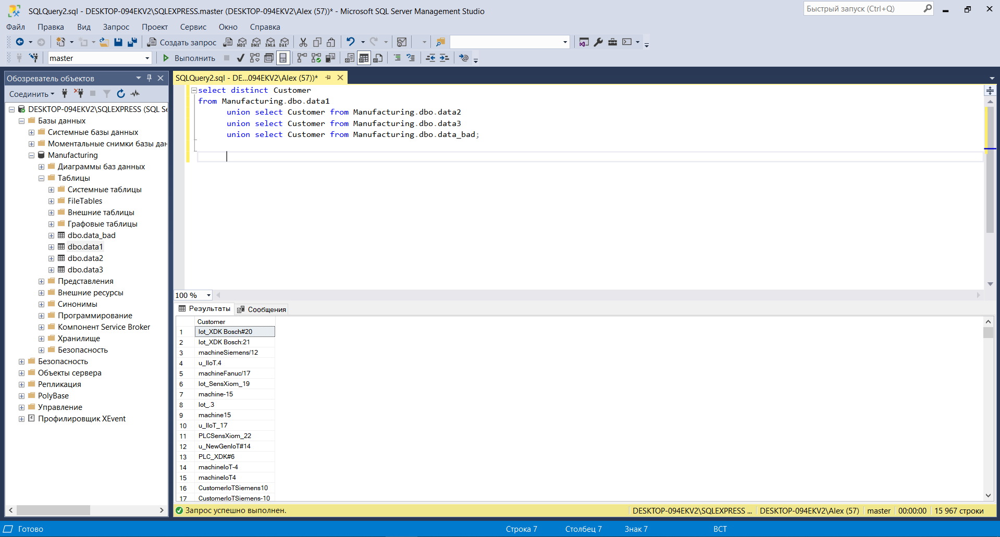 SQLQuery2.sql - DESKTOP-094EKV2\SQLEXPRESS.master (DESKTOP-094EKV2\Alex (57))* - Microsoft SQL Server Management Studio
Быстрый запуск (Ctrl+Q)
Файл Правка Вид Запрос Проект Сервис Окно Справка
Создать запрос MDX DMX XMLA DAX
master Выполнить
Обозреватель объектов
Соединить
DESKTOP-094EKV2\SQLEXPRESS (SQL Se
Базы данных
Системные базы данных
Моментальные снимки базы дан
Manufacturing
Диаграммы баз данных
Таблицы
Системные таблицы
FileTables
Внешние таблицы
Графовые таблицы
dbo.data_bad
dbo.data1
dbo.data2
dbo.data3
Представления
Внешние ресурсы
Синонимы
Программирование
Компонент Service Broker
Хранилище
Безопасность
Безопасность
Объекты сервера
Репликация
PolyBase
Управление
Профилировщик XEvent
SQLQuery2.sql - DE...094EKV2\Alex (57))*
select distinct Customer
from Manufacturing.dbo.data1
union select Customer from Manufacturing.dbo.data2
union select Customer from Manufacturing.dbo.data3
union select Customer from Manufacturing.dbo.data_bad;
100 %
Результаты Сообщения
Customer
1 lot_XDK Bosch#20
2 lot_XDK Bosch:21
3 machineSiemens/12
4 u_IIoT.4
5 machineFanuc/17
6 lot_SensXiom_19
7 machine-15
8 lot_.3
9 machine15
10 u_IIoT_17
11 PLCSensXiom_22
12 u_NewGenIoT#14
13 PLC_XDK#6
14 machineIoT-4
15 machineIoT4
16 CustomerIoTSiemens10
17 CustomerIoTSiemens-10
Запрос успешно выполнен. DESKTOP-094EKV2\SQLEXPRESS ... DESKTOP-094EKV2\Alex (57) master 00:00:00 15 967 строки
Готово Строка 7 Столбец 7 Знак 7 ВСТ